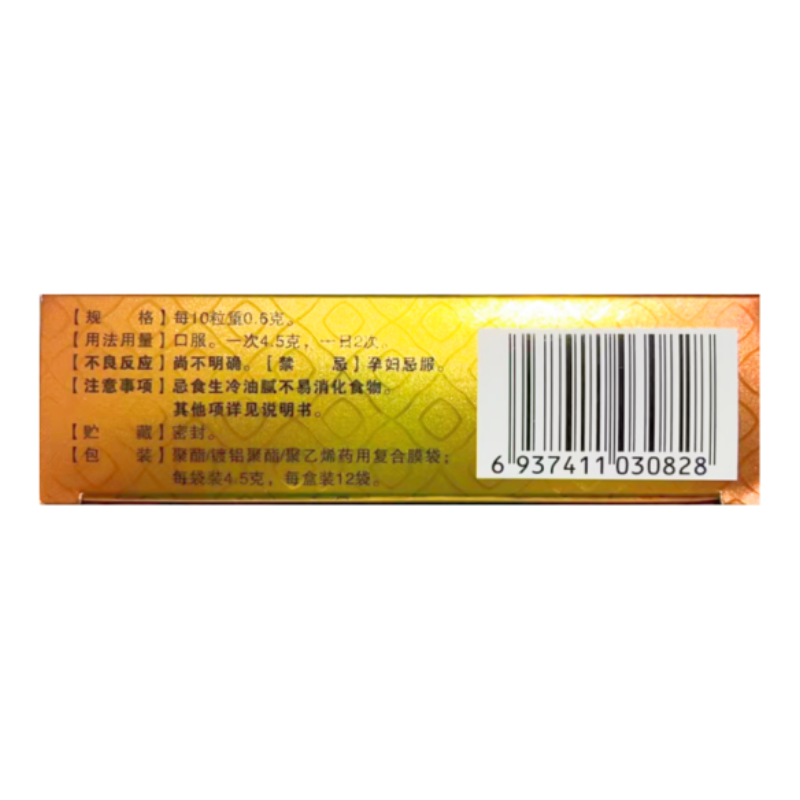 【规　　格】每10粒重0.6克。
【用法用量】口服。一次4.5克，一日2次。
【不良反应】尚不明确。【禁　　忌】孕妇忌服。
【注意事项】忌食生冷油腻不易消化食物。
其他项详见说明书。
【贮　　藏】密封。
【包　　装】聚酯/镀铝聚酯/聚乙烯药用复合膜袋；
每袋装4.5克，每盒装12袋。
6 937411 030828